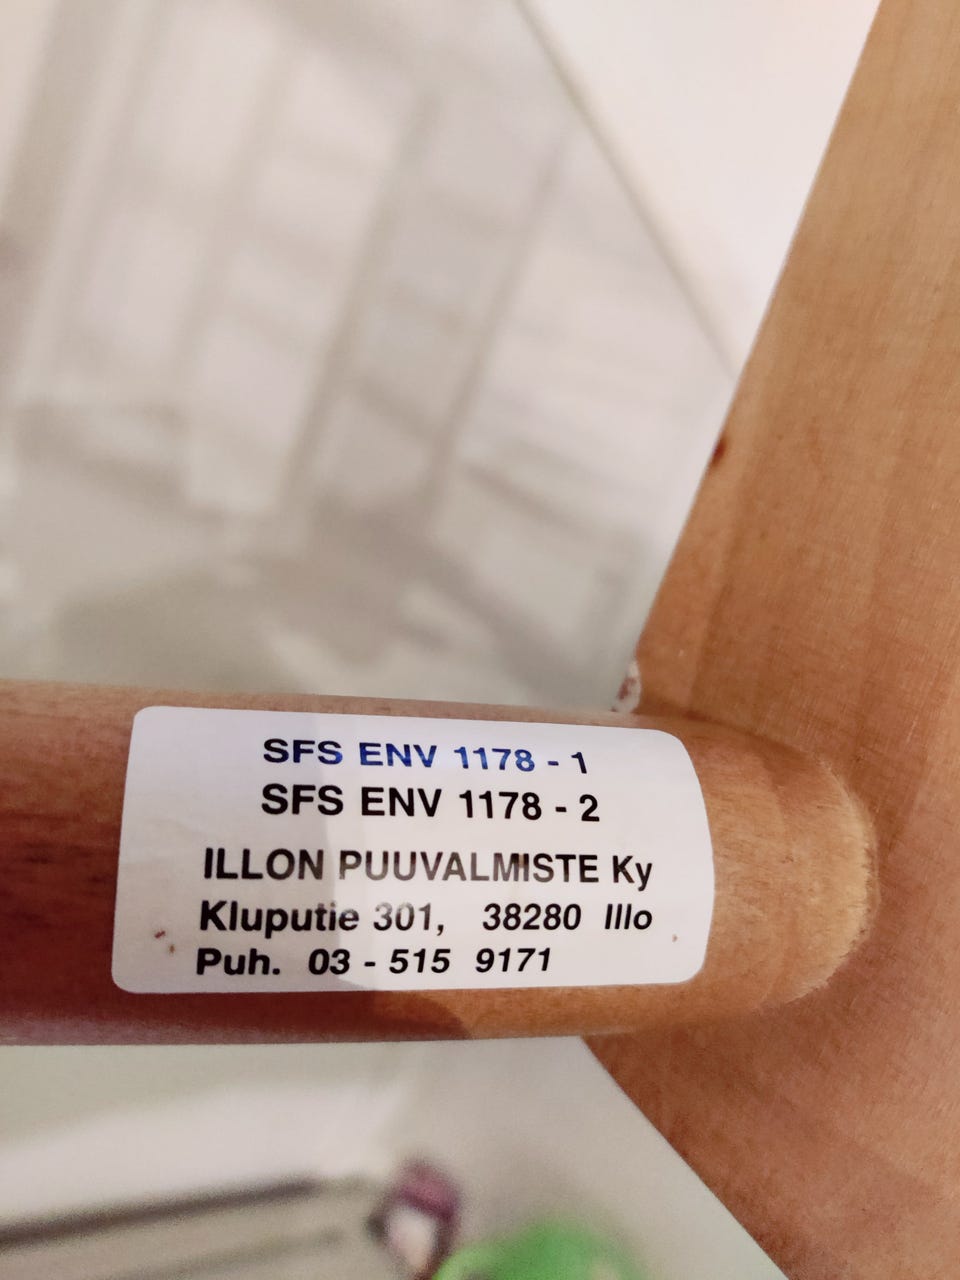 SFS ENV 1178 - 1
SFS ENV 1178 - 2
ILLON PUUVALMISTE Ky
Kluputie 301, 38280 Illo
Puh. 03 - 515 9171